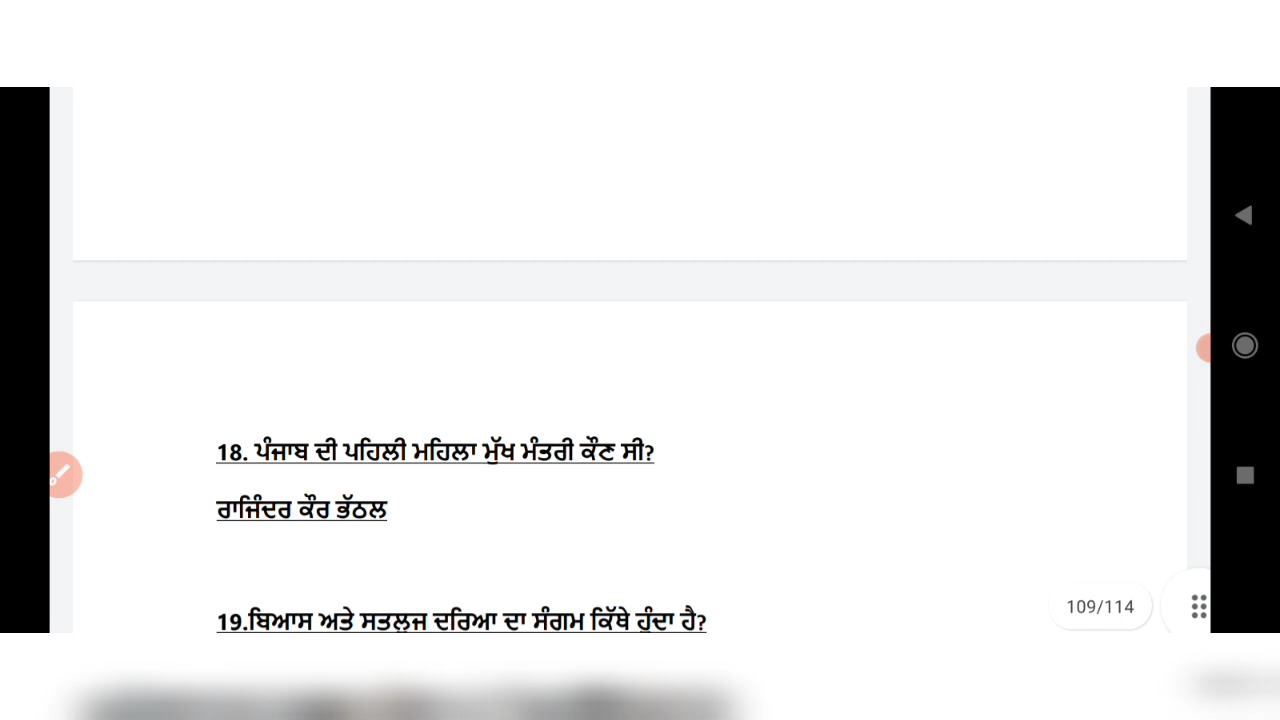 18. ਪੰਜਾਬ ਦੀ ਪਹਿਲੀ ਮਹਿਲਾ ਮੁੱਖ ਮੰਤਰੀ ਕੌਣ ਸੀ?
ਰਾਜਿੰਦਰ ਕੌਰ ਭੱਠਲ
19.ਬਿਆਸ ਅਤੇ ਸਤਲੁਜ ਦਰਿਆ ਦਾ ਸੰਗਮ ਕਿੱਥੇ ਹੁੰਦਾ ਹੈ?
109/114